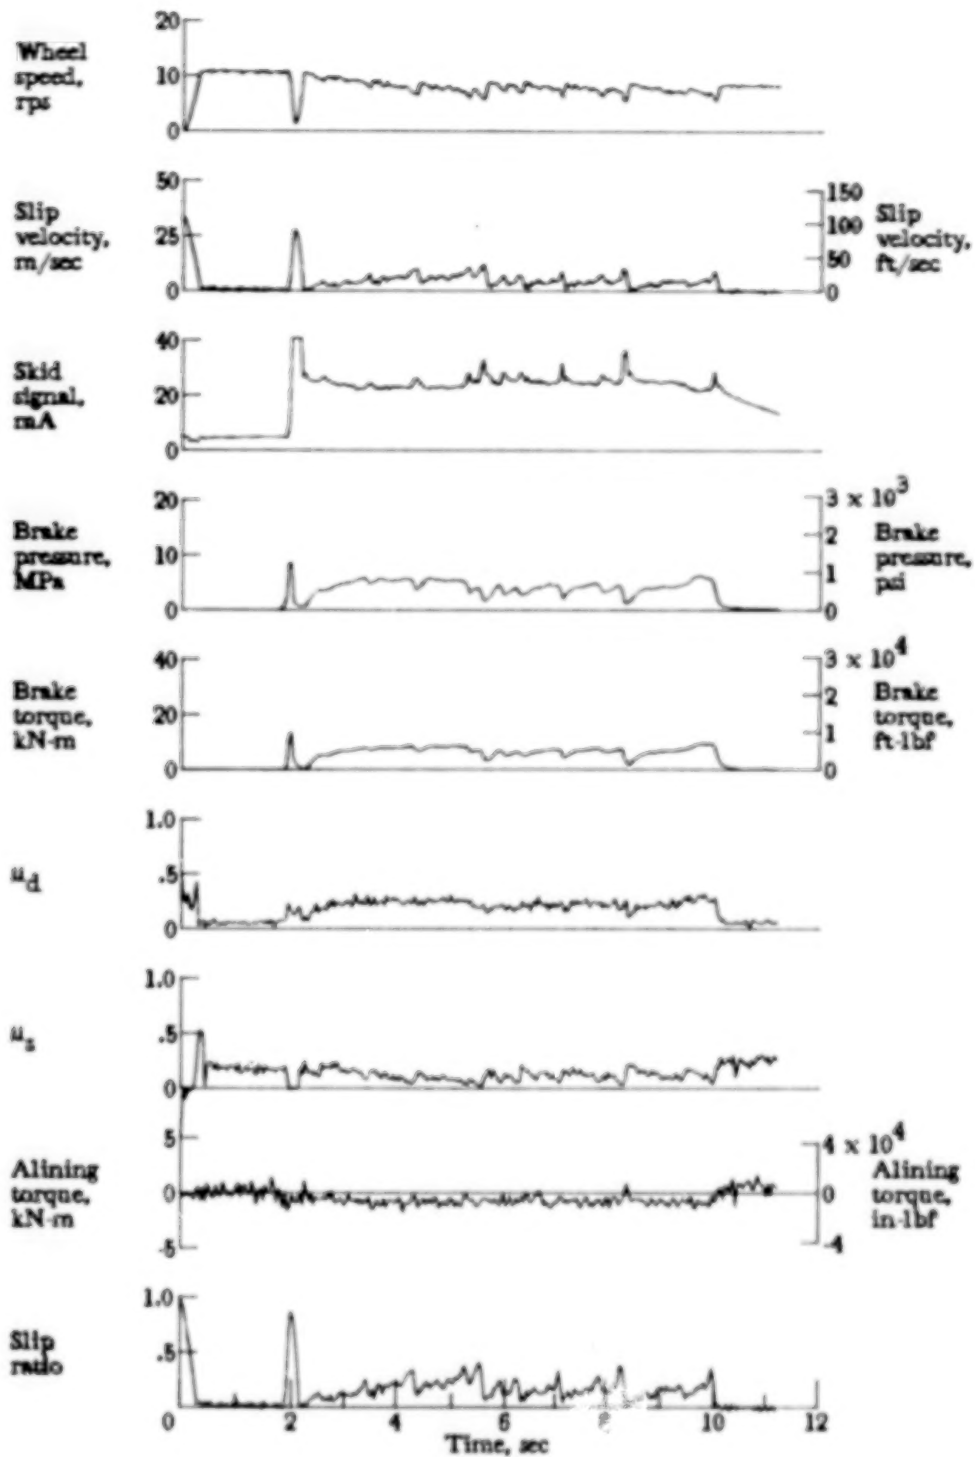 20
Wheel
speed,
rps
10
0
50
Slip
velocity,
m/sec
25
0
150
100
50
0
Slip
velocity,
ft/sec
40
Skid
signal,
mA
20
0
20
Brake
pressure,
MPa
10
0
3 x 10³
2
1
0
Brake
pressure,
psi
40
Brake
torque,
kN-m
20
0
3 x 10⁴
2
1
0
Brake
torque,
ft-lbf
1.0
μd
.5
0
1.0
μs
.5
0
5
Alining
torque,
kN-m
0
-5
4 x 10⁴
0
-4
Alining
torque,
in-lbf
1.0
Slip
ratio
.5
0 2 4 6 8 10 12
Time, sec